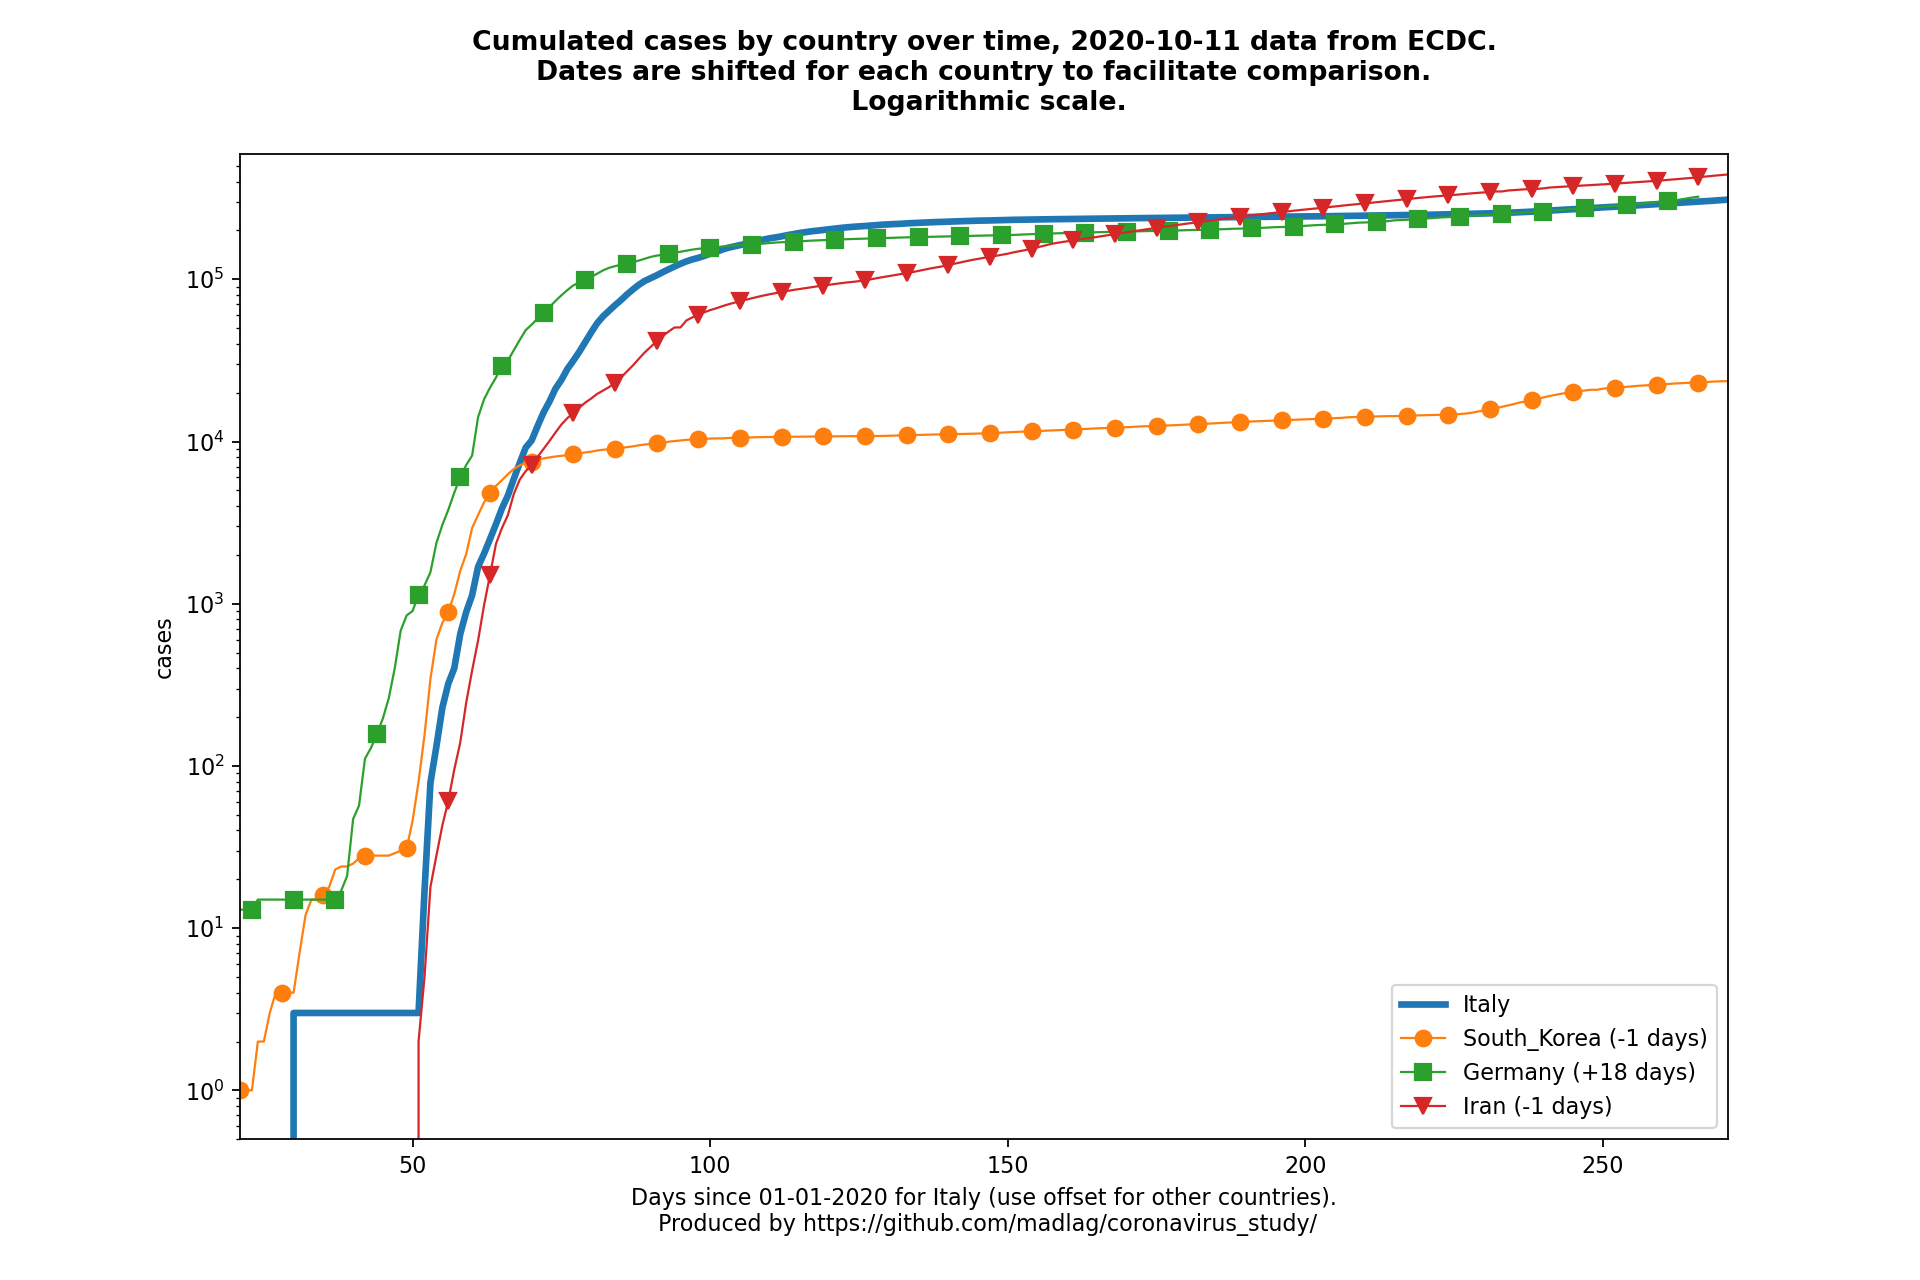 Cumulated cases by country over time, 2020-10-11 data from ECDC.
Dates are shifted for each country to facilitate comparison.
Logarithmic scale.
cases
10^5
10^4
10^3
10^2
10^1
10^0
50
100
150
200
250
Italy
South_Korea (-1 days)
Germany (+18 days)
Iran (-1 days)
Days since 01-01-2020 for Italy (use offset for other countries).
Produced by https://github.com/madlag/coronavirus_study/